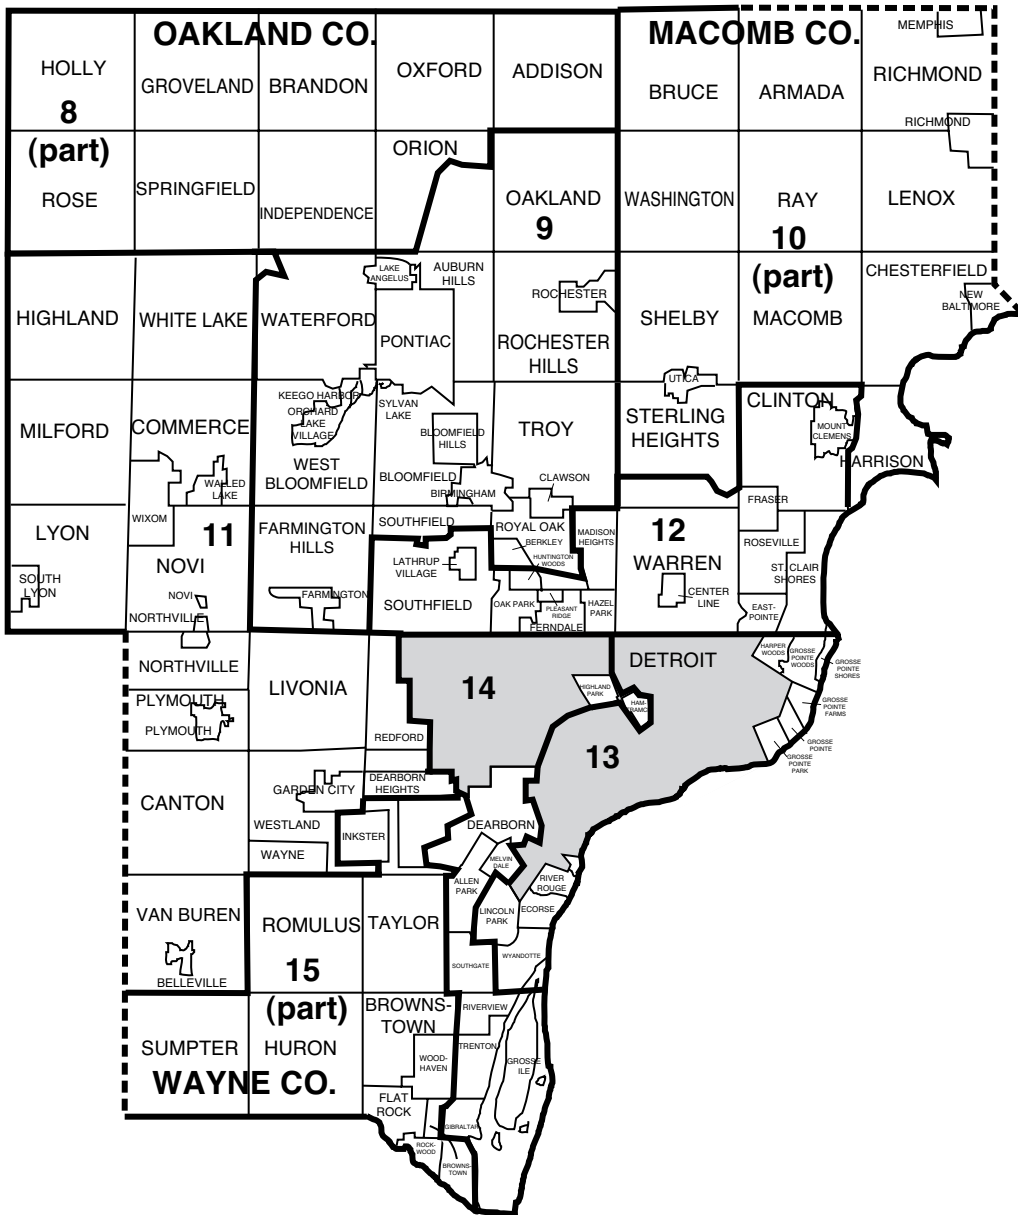 OAKLAND CO.
MACOMB CO.
MEMPHIS
HOLLY
GROVELAND
BRANDON
OXFORD
ADDISON
BRUCE
ARMADA
RICHMOND
8
(part)
RICHMOND
ORION
ROSE
SPRINGFIELD
INDEPENDENCE
OAKLAND
9
WASHINGTON
RAY
LENOX
10
(part)
LAKE
ANGELUS
AUBURN
HILLS
CHESTERFIELD
NEW
BALTIMORE
ROCHESTER
HIGHLAND
WHITE LAKE
WATERFORD
PONTIAC
ROCHESTER
HILLS
SHELBY
MACOMB
UTICA
KEEGO HARBOR
ORCHARD
LAKE
VILLAGE
SYLVAN
LAKE
CLINTON
MILFORD
COMMERCE
BLOOMFIELD
HILLS
TROY
STERLING
HEIGHTS
MOUNT
CLEMENS
HARRISON
WEST
BLOOMFIELD
BLOOMFIELD
BIRMINGHAM
CLAWSON
WALLED
LAKE
WIXOM
FRASER
LYON
11
FARMINGTON
HILLS
SOUTHFIELD
ROYAL OAK
BERKLEY
HUNTINGTON
WOODS
MADISON
HEIGHTS
12
WARREN
ROSEVILLE
ST. CLAIR
SHORES
NOVI
LATHRUP
VILLAGE
SOUTH
LYON
NOVI
NORTHVILLE
FARMINGTON
SOUTHFIELD
OAK PARK
PLEASANT
RIDGE
FERNDALE
HAZEL
PARK
CENTER
LINE
EAST-
POINTE
NORTHVILLE
LIVONIA
14
DETROIT
HARPER
WOODS
GROSSE
POINTE
WOODS
GROSSE
POINTE
SHORES
HIGHLAND
PARK
HAM-
TRAMCK
GROSSE
POINTE
FARMS
PLYMOUTH
PLYMOUTH
REDFORD
13
GROSSE
POINTE
GROSSE
POINTE
PARK
CANTON
GARDEN CITY
DEARBORN
HEIGHTS
WESTLAND
INKSTER
DEARBORN
WAYNE
MELVIN
DALE
ALLEN
PARK
RIVER
ROUGE
VAN BUREN
ROMULUS
TAYLOR
LINCOLN
PARK
ECORSE
BELLEVILLE
15
(part)
SOUTHGATE
WYANDOTTE
BROWNS-
TOWN
RIVERVIEW
SUMPTER
HURON
TRENTON
WOOD-
HAVEN
GROSSE
ILE
WAYNE CO.
FLAT
ROCK
GIBRALTAR
ROCK-
WOOD
BROWNS-
TOWN